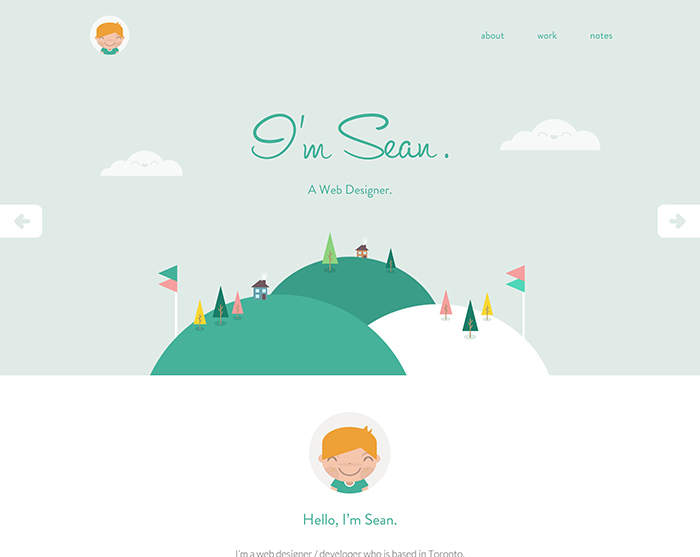 about work notes
I'm Sean.
A Web Designer.
Hello, I'm Sean.
I'm a web designer / developer who is based in Toronto.